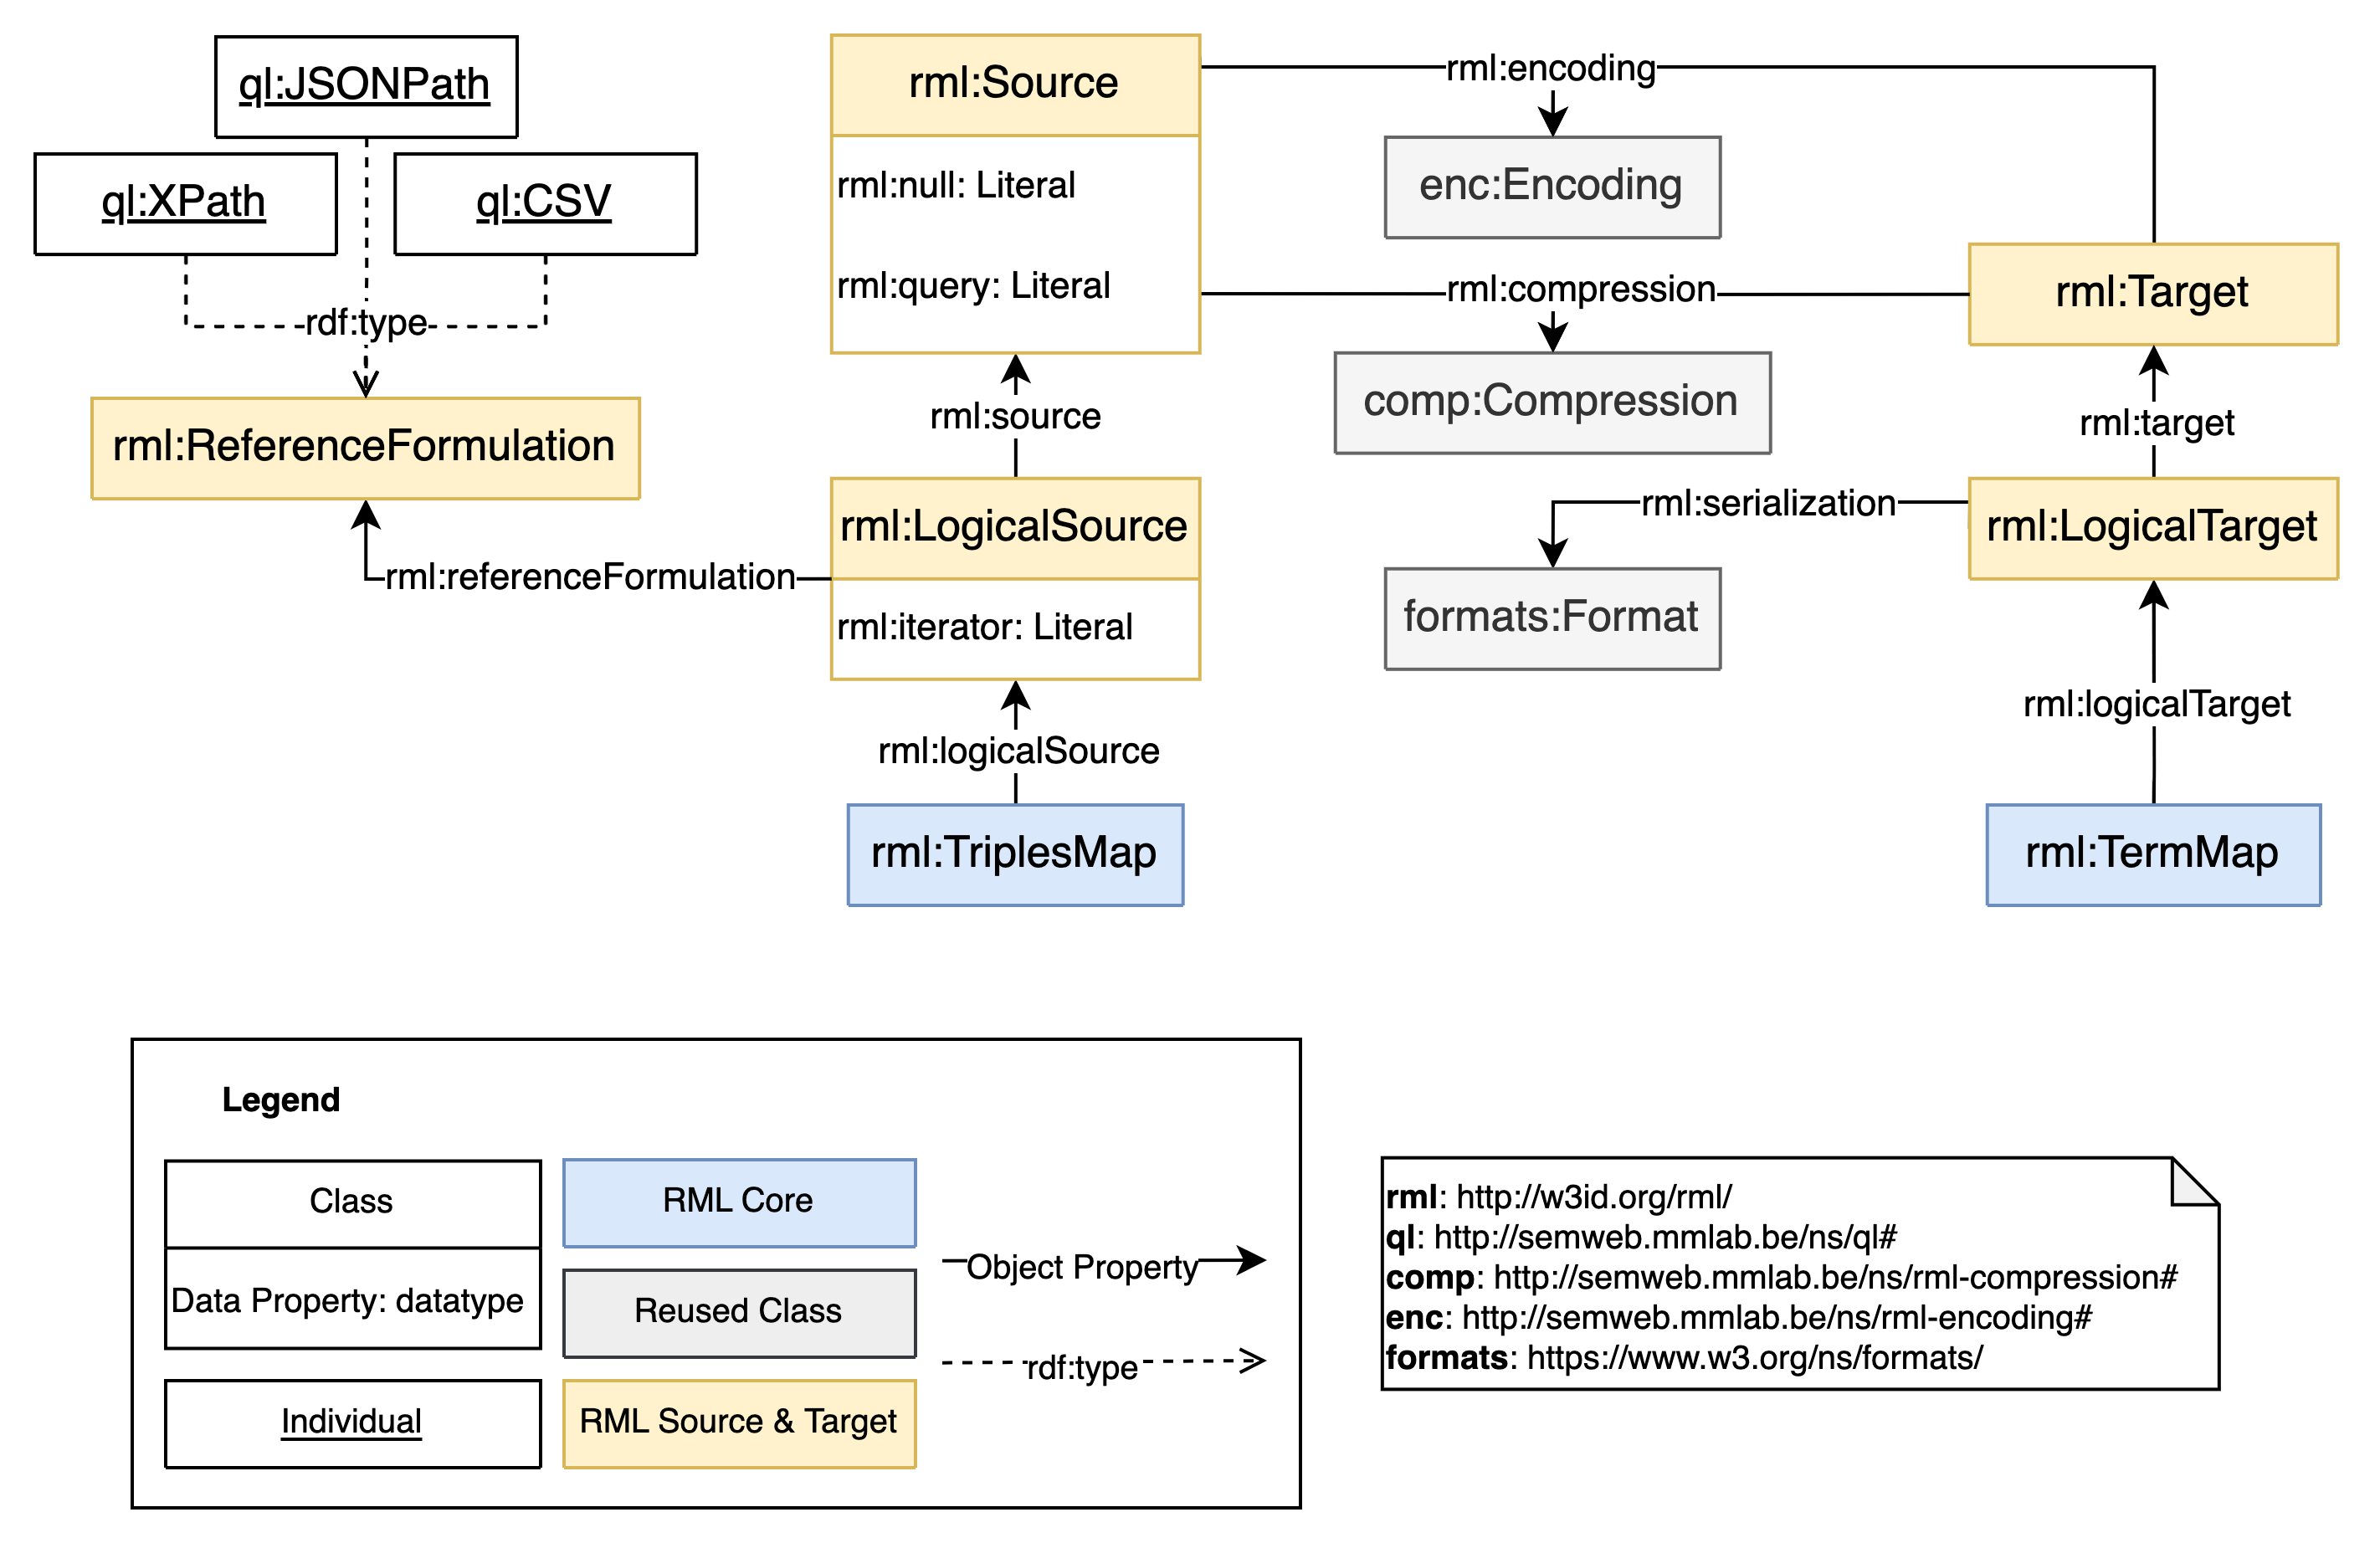 ql:JSONPath
ql:XPath
ql:CSV
rdf:type
rml:ReferenceFormulation
rml:referenceFormulation
rml:Source
rml:null: Literal
rml:query: Literal
rml:source
rml:LogicalSource
rml:iterator: Literal
rml:logicalSource
rml:TriplesMap
rml:encoding
enc:Encoding
rml:compression
comp:Compression
rml:serialization
formats:Format
rml:Target
rml:target
rml:LogicalTarget
rml:logicalTarget
rml:TermMap
Legend
Class
Data Property: datatype
Individual
RML Core
Reused Class
RML Source & Target
Object Property
rdf:type
rml: http://w3id.org/rml/
ql: http://semweb.mmlab.be/ns/ql#
comp: http://semweb.mmlab.be/ns/rml-compression#
enc: http://semweb.mmlab.be/ns/rml-encoding#
formats: https://www.w3.org/ns/formats/